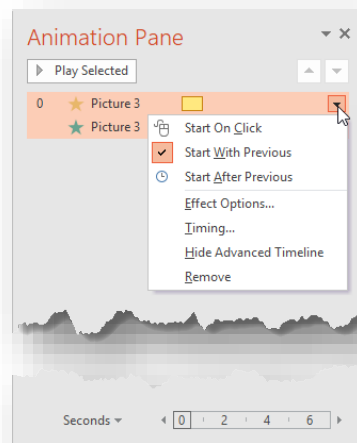 Animation Pane
Play Selected
0 Picture 3
Picture 3
Start On Click
Start With Previous
Start After Previous
Effect Options...
Timing...
Hide Advanced Timeline
Remove
Seconds 0 2 4 6